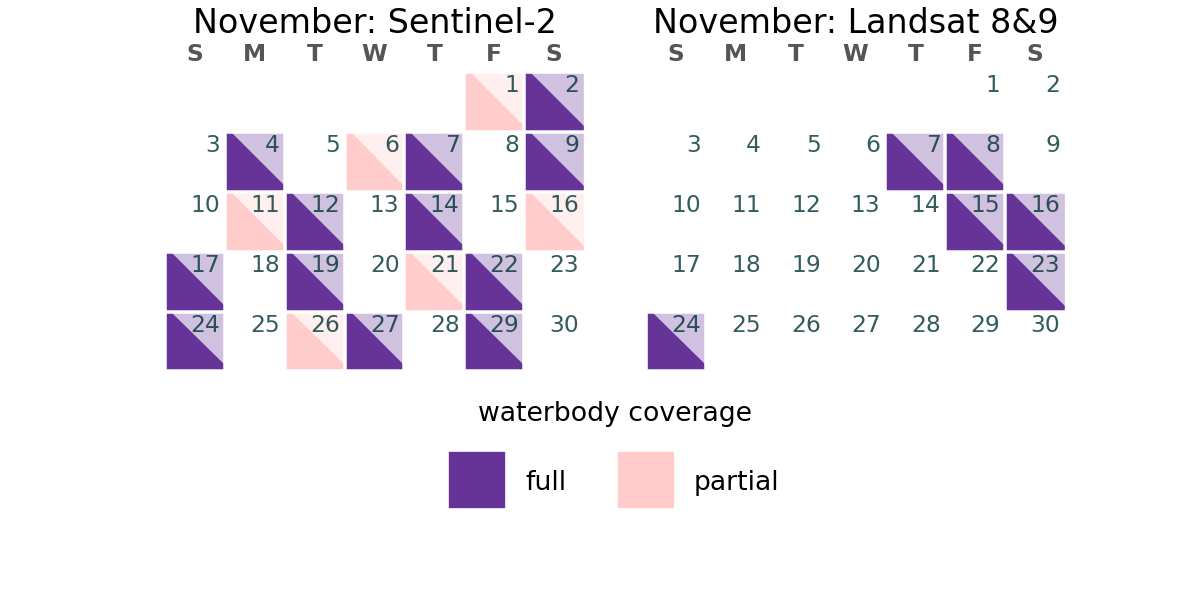 November: Sentinel-2
S M T W T F S
1 2
3 4 5 6 7 8 9
10 11 12 13 14 15 16
17 18 19 20 21 22 23
24 25 26 27 28 29 30
November: Landsat 8&9
S M T W T F S
1 2
3 4 5 6 7 8 9
10 11 12 13 14 15 16
17 18 19 20 21 22 23
24 25 26 27 28 29 30
waterbody coverage
full
partial